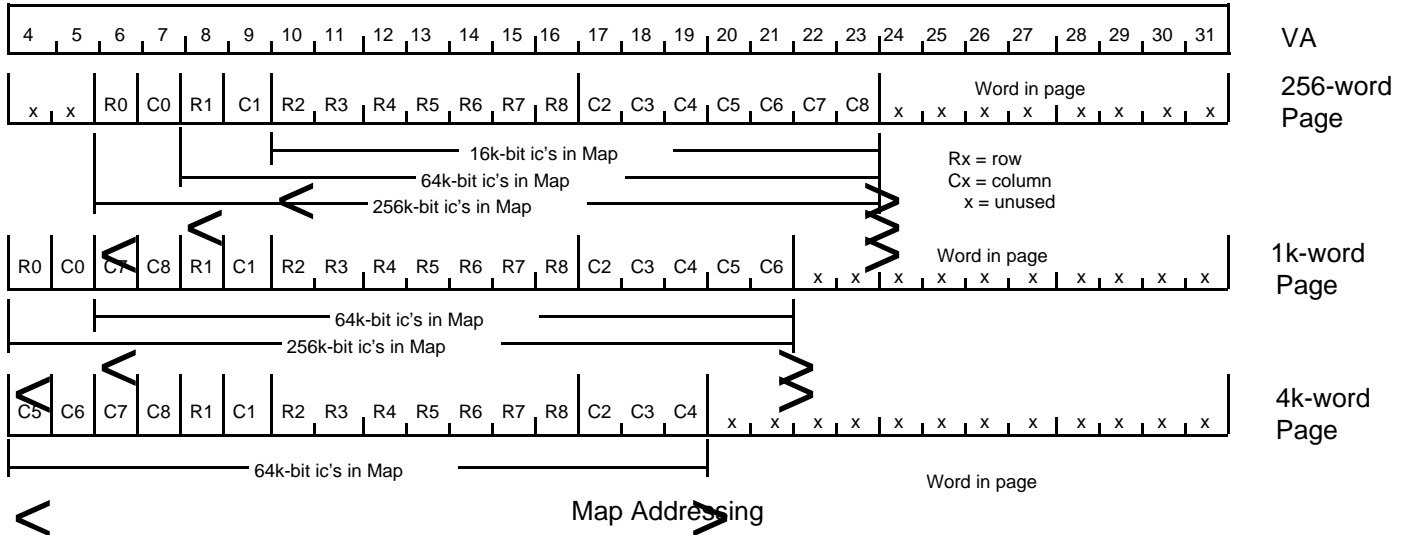 4 5 6 7 8 9 10 11 12 13 14 15 16 17 18 19 20 21 22 23 24 25 26 27 28 29 30 31 VA
x x R0 C0 R1 C1 R2 R3 R4 R5 R6 R7 R8 C2 C3 C4 C5 C6 C7 C8 x x x x x x x x
Word in page
256-word
Page
16k-bit ic's in Map
64k-bit ic's in Map
256k-bit ic's in Map
Rx = row
Cx = column
x = unused
R0 C0 C7 C8 R1 C1 R2 R3 R4 R5 R6 R7 R8 C2 C3 C4 C5 C6 x x x x x x x x x x
Word in page
1k-word
Page
64k-bit ic's in Map
256k-bit ic's in Map
C5 C6 C7 C8 R1 C1 R2 R3 R4 R5 R6 R7 R8 C2 C3 C4 x x x x x x x x x x x x
4k-word
Page
64k-bit ic's in Map
Word in page
Map Addressing